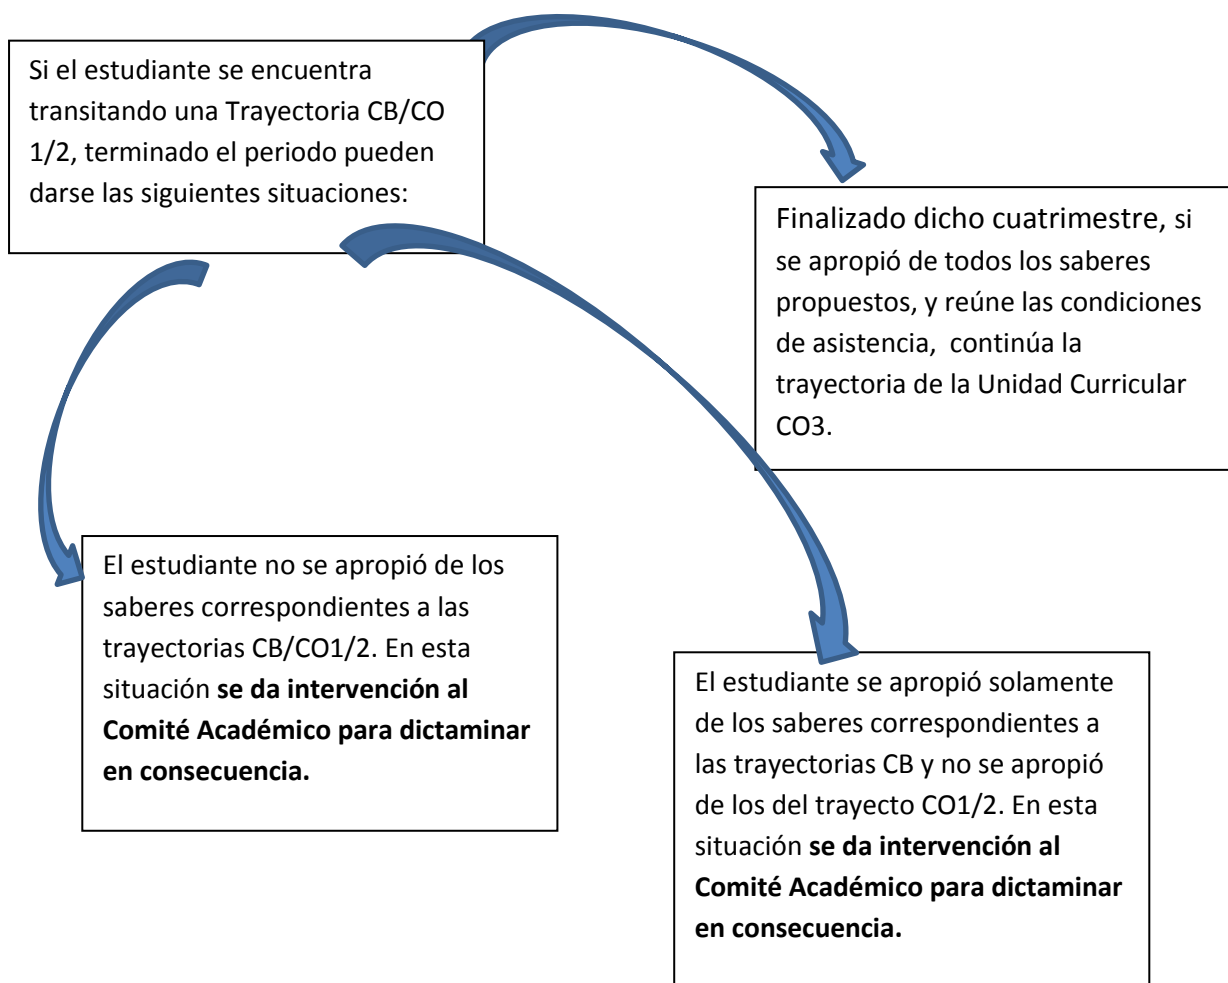 Si el estudiante se encuentra
transitando una Trayectoria CB/CO
1/2, terminado el periodo pueden
darse las siguientes situaciones:
Finalizado dicho cuatrimestre, si
se apropió de todos los saberes
propuestos, y reúne las condiciones
de asistencia, continúa la
trayectoria de la Unidad Curricular
CO3.
El estudiante no se apropió de los
saberes correspondientes a las
trayectorias CB/CO1/2. En esta
situación se da intervención al
Comité Académico para dictaminar
en consecuencia.
El estudiante se apropió solamente
de los saberes correspondientes a
las trayectorias CB y no se apropió
de los del trayecto CO1/2. En esta
situación se da intervención al
Comité Académico para dictaminar
en consecuencia.